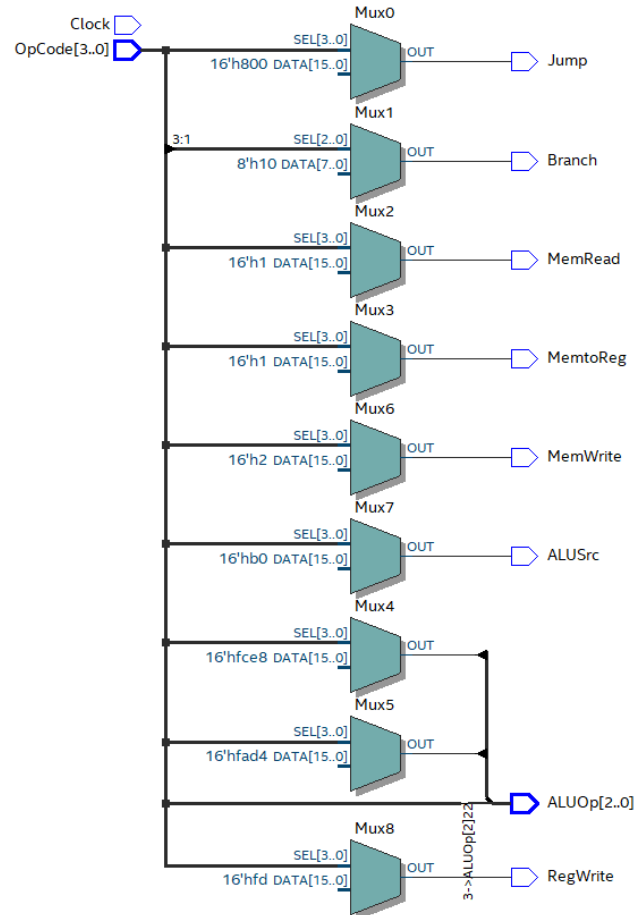 Clock
OpCode[3..0]
Mux0
SEL[3..0]
16'h800 DATA[15..0]
OUT
Jump
Mux1
3:1
SEL[2..0]
8'h10 DATA[7..0]
OUT
Branch
Mux2
SEL[3..0]
16'h1 DATA[15..0]
OUT
MemRead
Mux3
SEL[3..0]
16'h1 DATA[15..0]
OUT
MemtoReg
Mux6
SEL[3..0]
16'h2 DATA[15..0]
OUT
MemWrite
Mux7
SEL[3..0]
16'hb0 DATA[15..0]
OUT
ALUSrc
Mux4
SEL[3..0]
16'hfce8 DATA[15..0]
OUT
Mux5
SEL[3..0]
16'hfad4 DATA[15..0]
OUT
ALUOp[2..0]
3->ALUOp[2]22
Mux8
SEL[3..0]
16'hfd DATA[15..0]
OUT
RegWrite